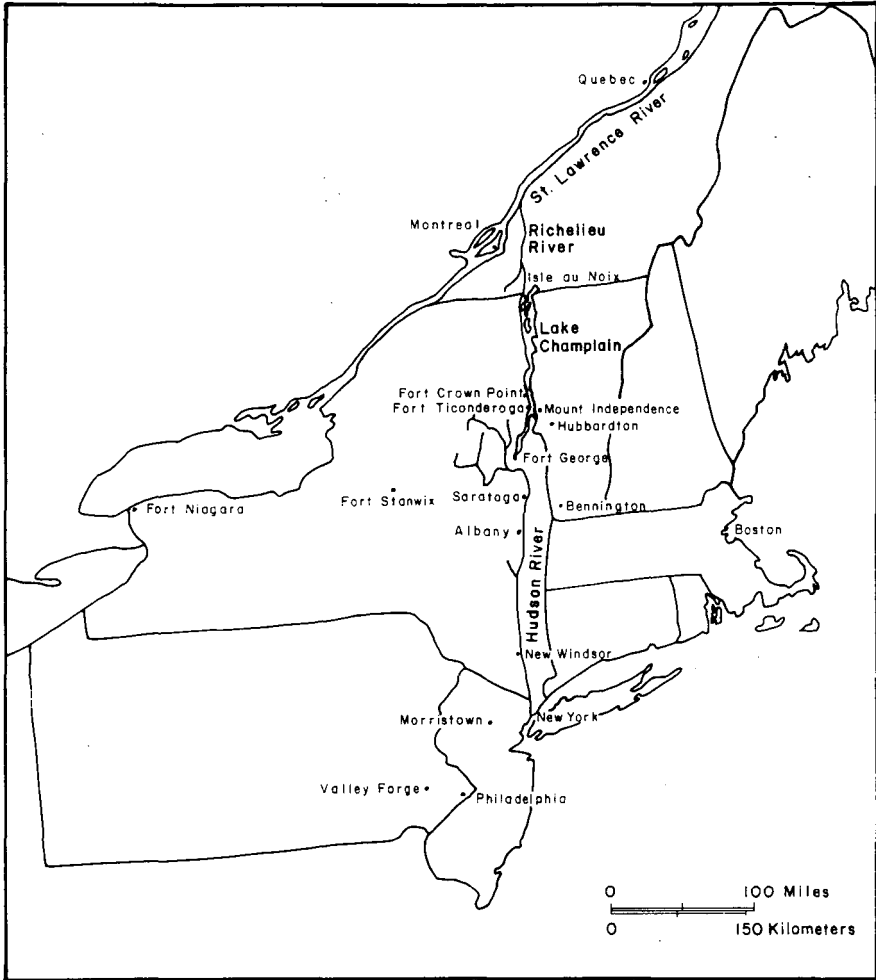 Quebec
St. Lawrence River
Montreal
Richelieu
River
Isle au Noix
Lake
Champlain
Fort Crown Point
Fort Ticonderoga
Mount Independence
Hubbardton
Fort George
Fort Stanwix
Saratoga
Fort Niagara
Bennington
Albany
Boston
Hudson River
New Windsor
Morristown
New York
Valley Forge
Philadelphia
0 100 Miles
0 150 Kilometers